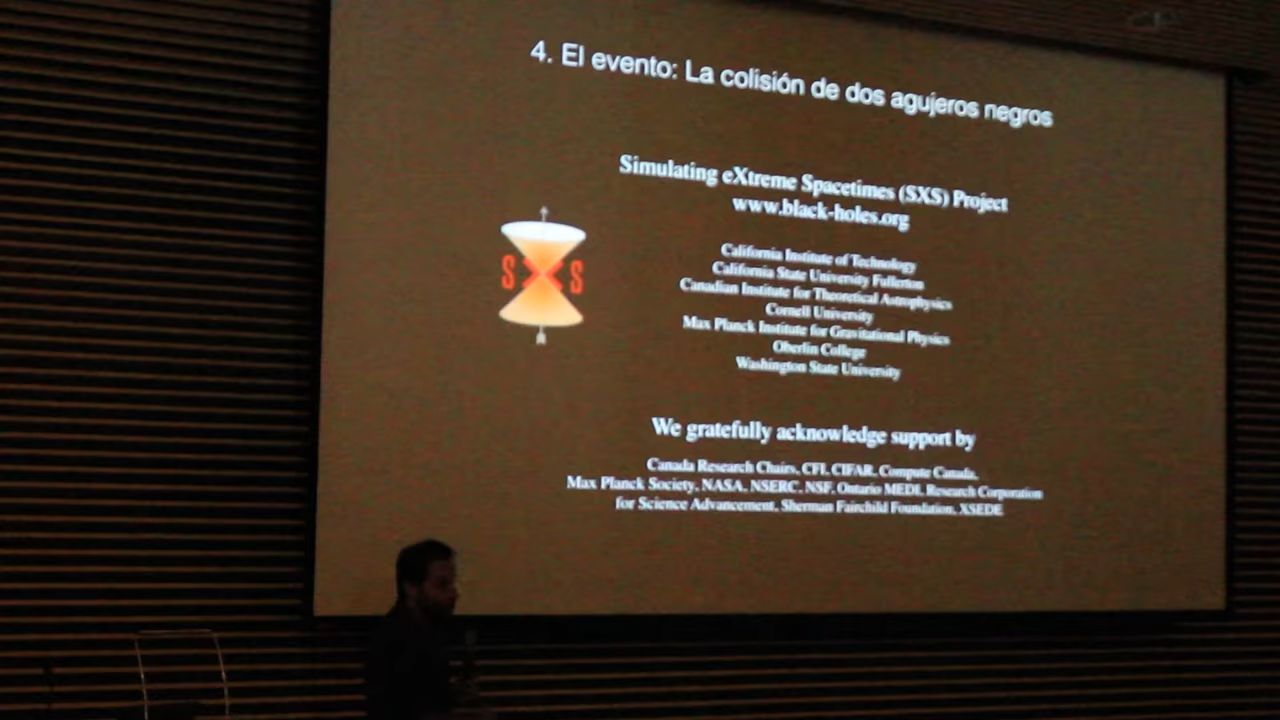 4. El evento: La colisión de dos agujeros negros
Simulating eXtreme Spacetimes (SXS) Project
www.black-holes.org
SXS
California Institute of Technology
California State University Fullerton
Canadian Institute for Theoretical Astrophysics
Cornell University
Max Planck Institute for Gravitational Physics
Oberlin College
Washington State University
We gratefully acknowledge support by
Canada Research Chairs, CFI, CIFAR, Compute Canada,
Max Planck Society, NASA, NSERC, NSF, Ontario MEDI, Research Corporation
for Science Advancement, Sherman Fairchild Foundation, XSEDE